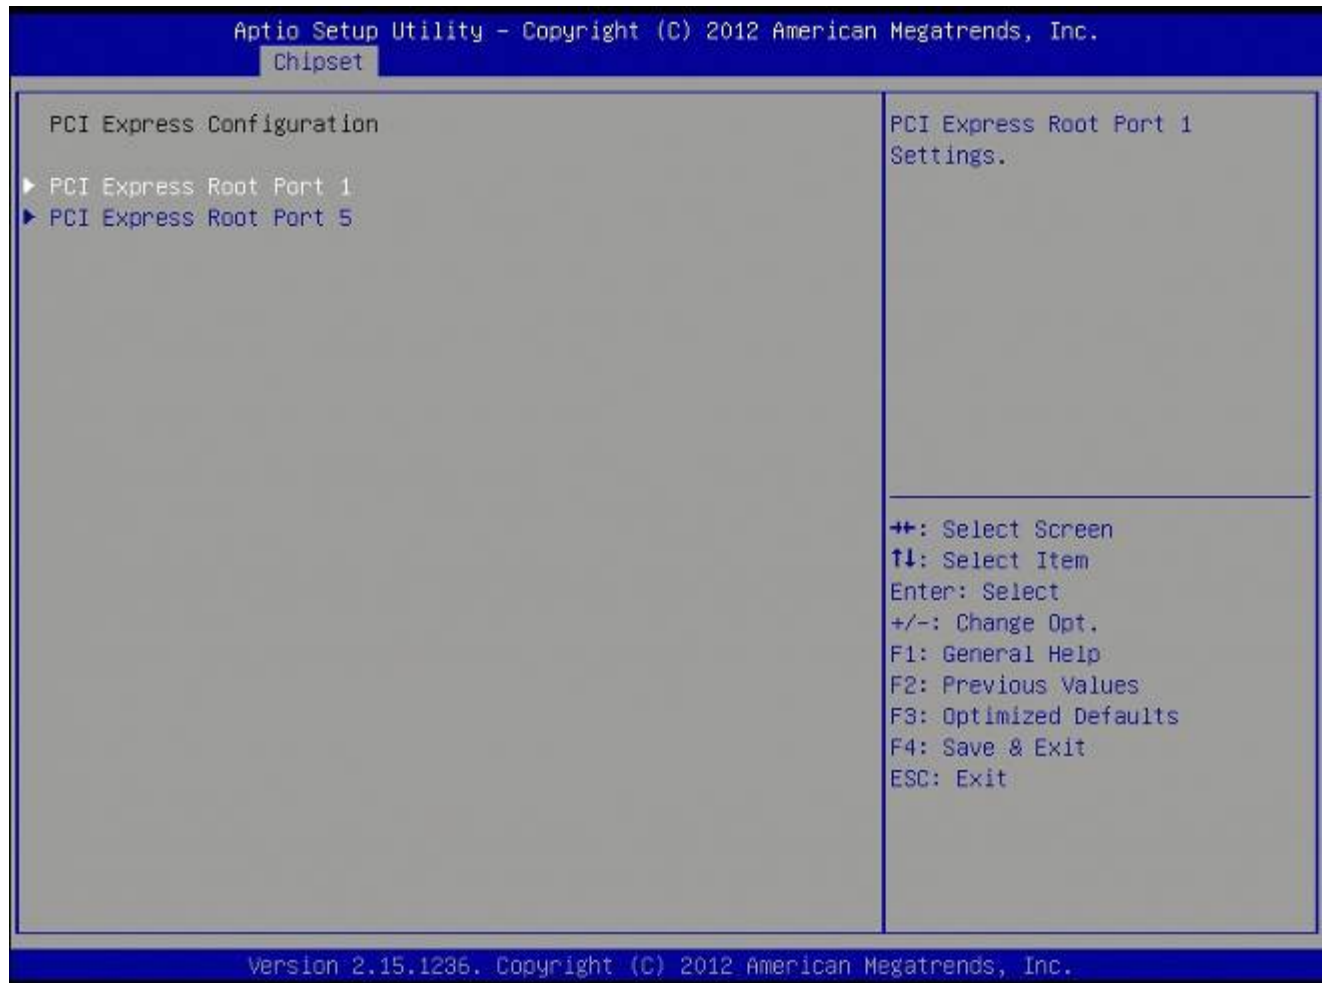 Aptio Setup Utility – Copyright (C) 2012 American Megatrends, Inc.
Chipset
PCI Express Configuration
PCI Express Root Port 1
PCI Express Root Port 5
PCI Express Root Port 1
Settings.
→←: Select Screen
↑↓: Select Item
Enter: Select
+/-: Change Opt.
F1: General Help
F2: Previous Values
F3: Optimized Defaults
F4: Save & Exit
ESC: Exit
Version 2.15.1236. Copyright (C) 2012 American Megatrends, Inc.